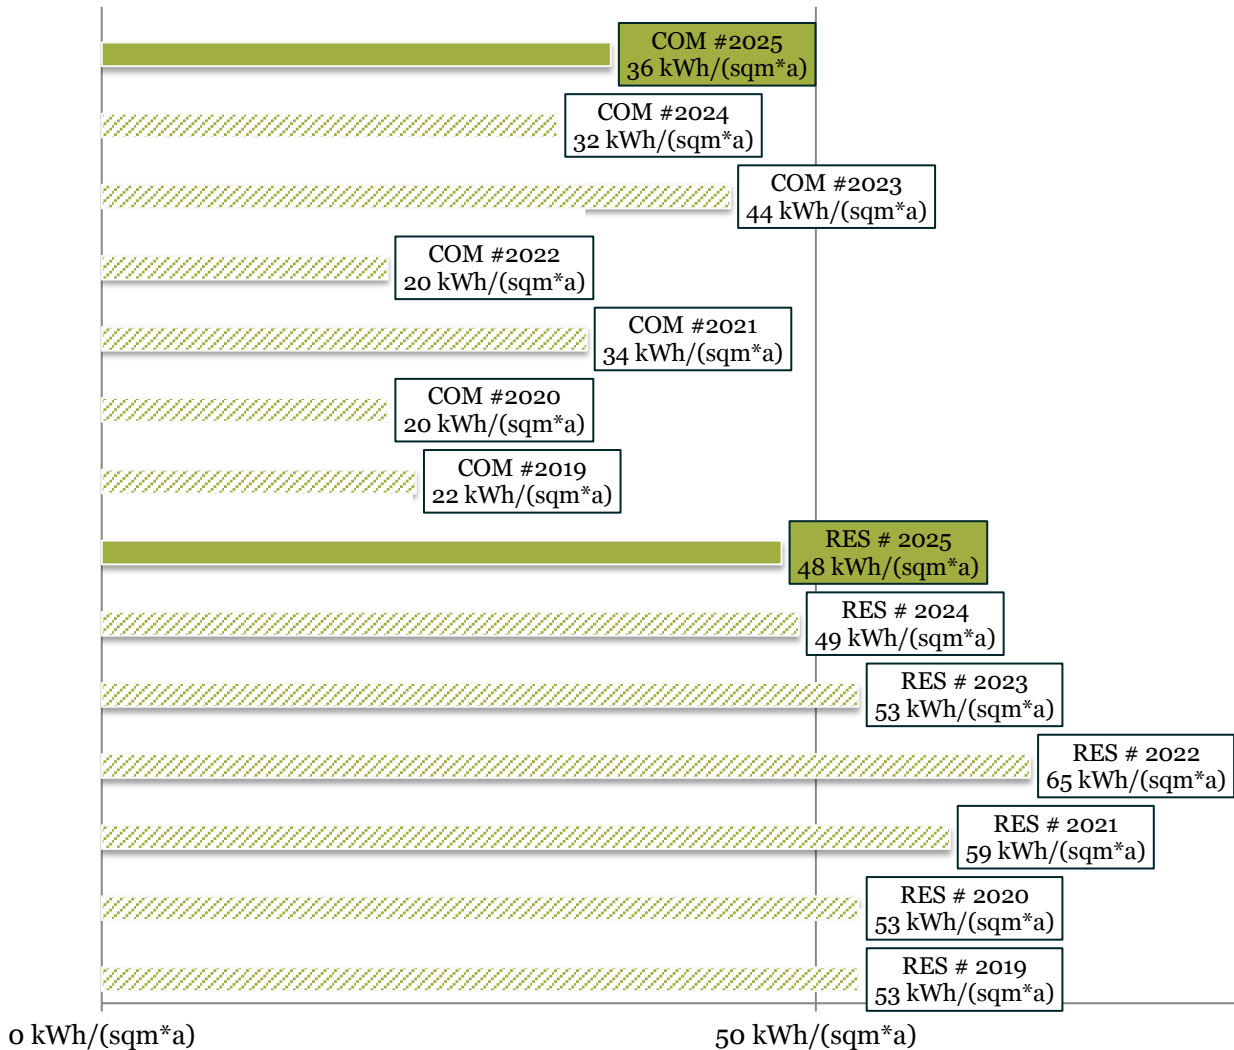 COM #2025
36 kWh/(sqm*a)
COM #2024
32 kWh/(sqm*a)
COM #2023
44 kWh/(sqm*a)
COM #2022
20 kWh/(sqm*a)
COM #2021
34 kWh/(sqm*a)
COM #2020
20 kWh/(sqm*a)
COM #2019
22 kWh/(sqm*a)
RES # 2025
48 kWh/(sqm*a)
RES # 2024
49 kWh/(sqm*a)
RES # 2023
53 kWh/(sqm*a)
RES # 2022
65 kWh/(sqm*a)
RES # 2021
59 kWh/(sqm*a)
RES # 2020
53 kWh/(sqm*a)
RES # 2019
53 kWh/(sqm*a)
0 kWh/(sqm*a)
50 kWh/(sqm*a)